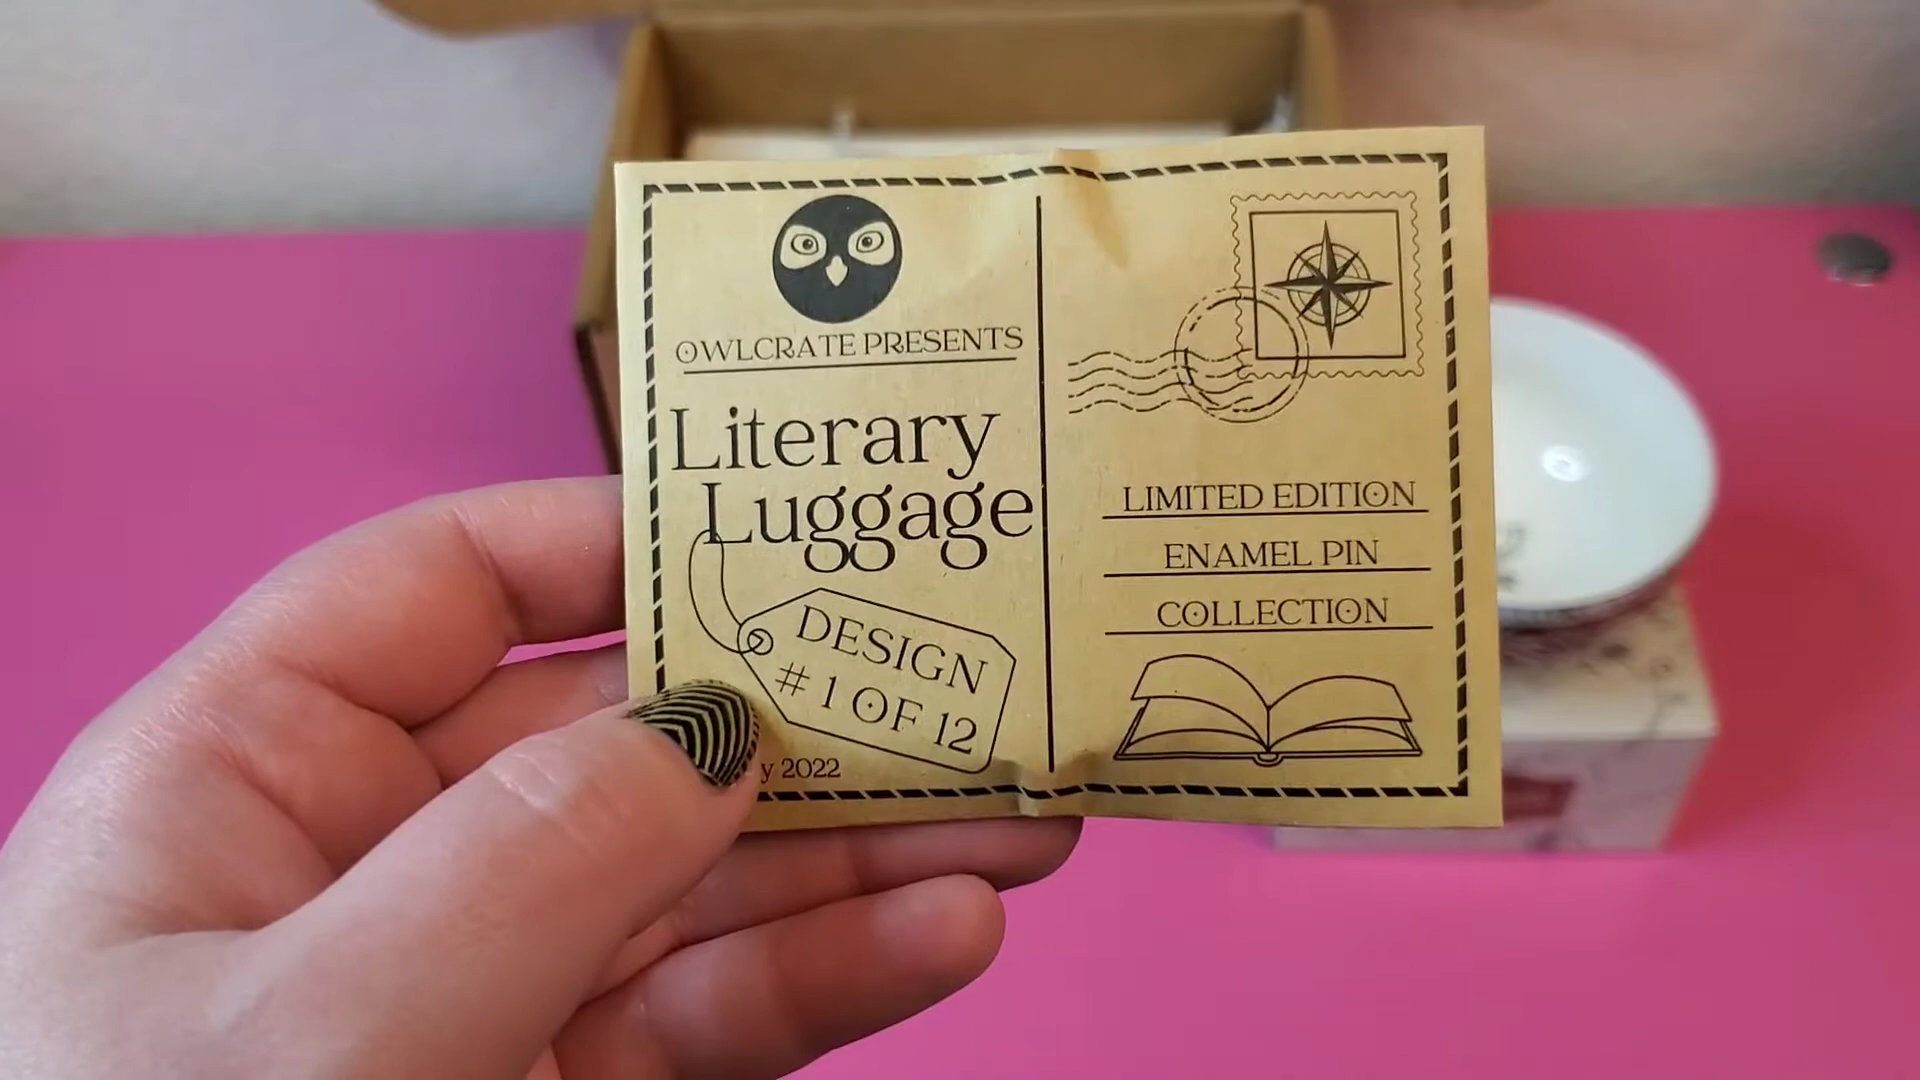 OWLCRATE PRESENTS
Literary
Luggage
DESIGN
# 1 OF 12
2022
LIMITED EDITION
ENAMEL PIN
COLLECTION